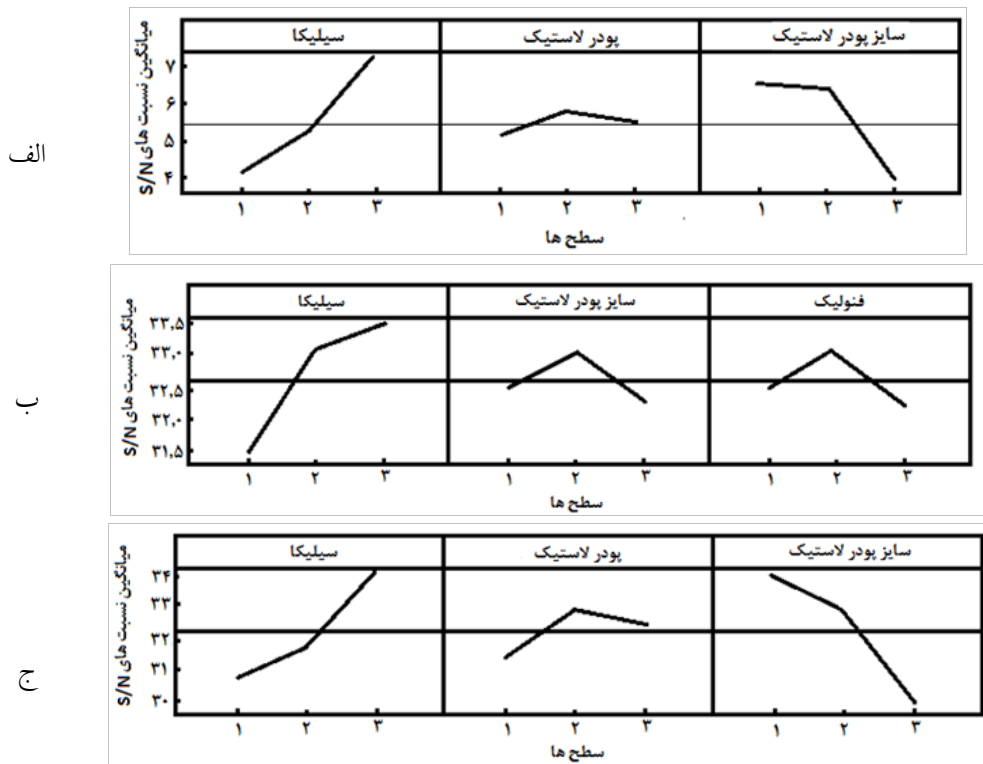 الف
سیلیکا
پودر لاستیک
سایز پودر لاستیک
میانگین نسبت های S/N
۷
۶
۵
۴
۱ ۲ ۳ ۱ ۲ ۳ ۱ ۲ ۳
سطح ها
ب
سیلیکا
سایز پودر لاستیک
فنولیک
میانگین نسبت های S/N
۳۳,۵
۳۳,۰
۳۲,۵
۳۲,۰
۳۱,۵
۱ ۲ ۳ ۱ ۲ ۳ ۱ ۲ ۳
سطح ها
ج
سیلیکا
پودر لاستیک
سایز پودر لاستیک
میانگین نسبت های S/N
۳۴
۳۳
۳۲
۳۱
۳۰
۱ ۲ ۳ ۱ ۲ ۳ ۱ ۲ ۳
سطح ها